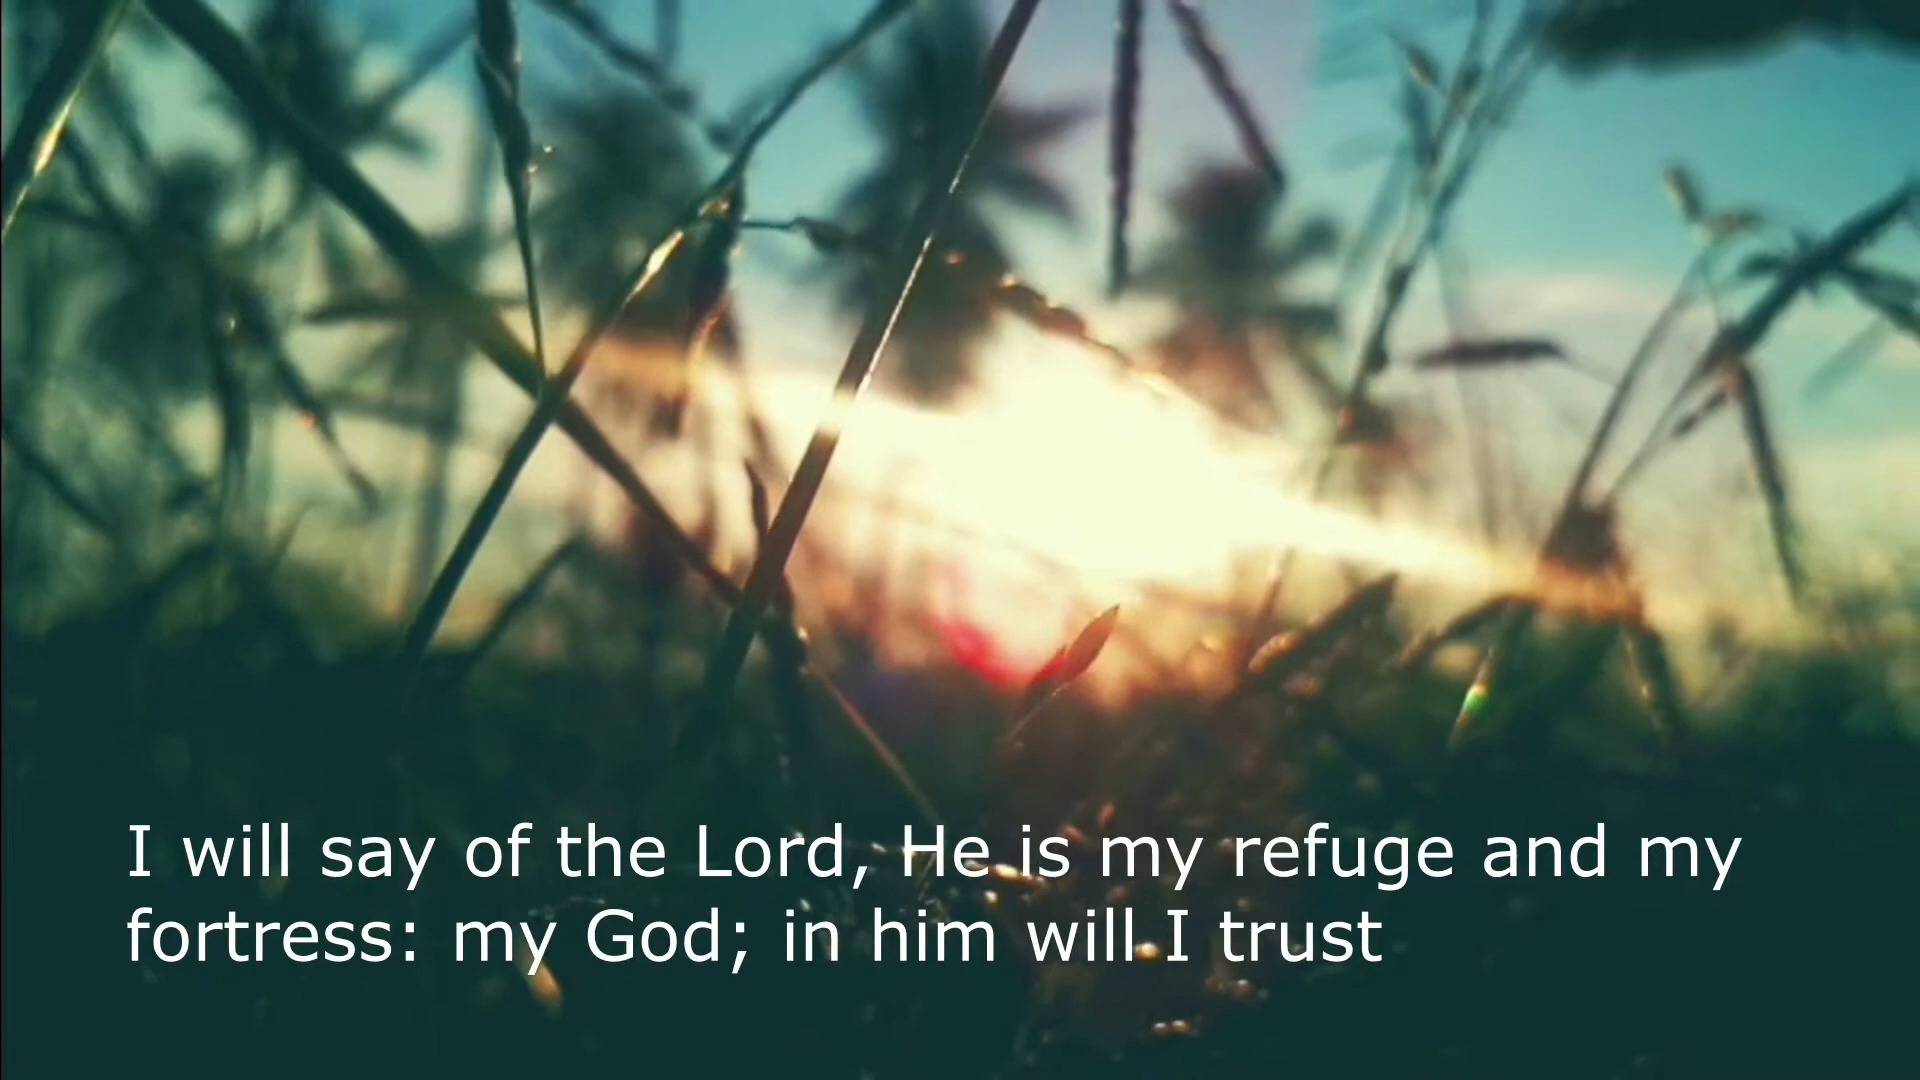 I will say of the Lord, He is my refuge and my
fortress: my God; in him will I trust